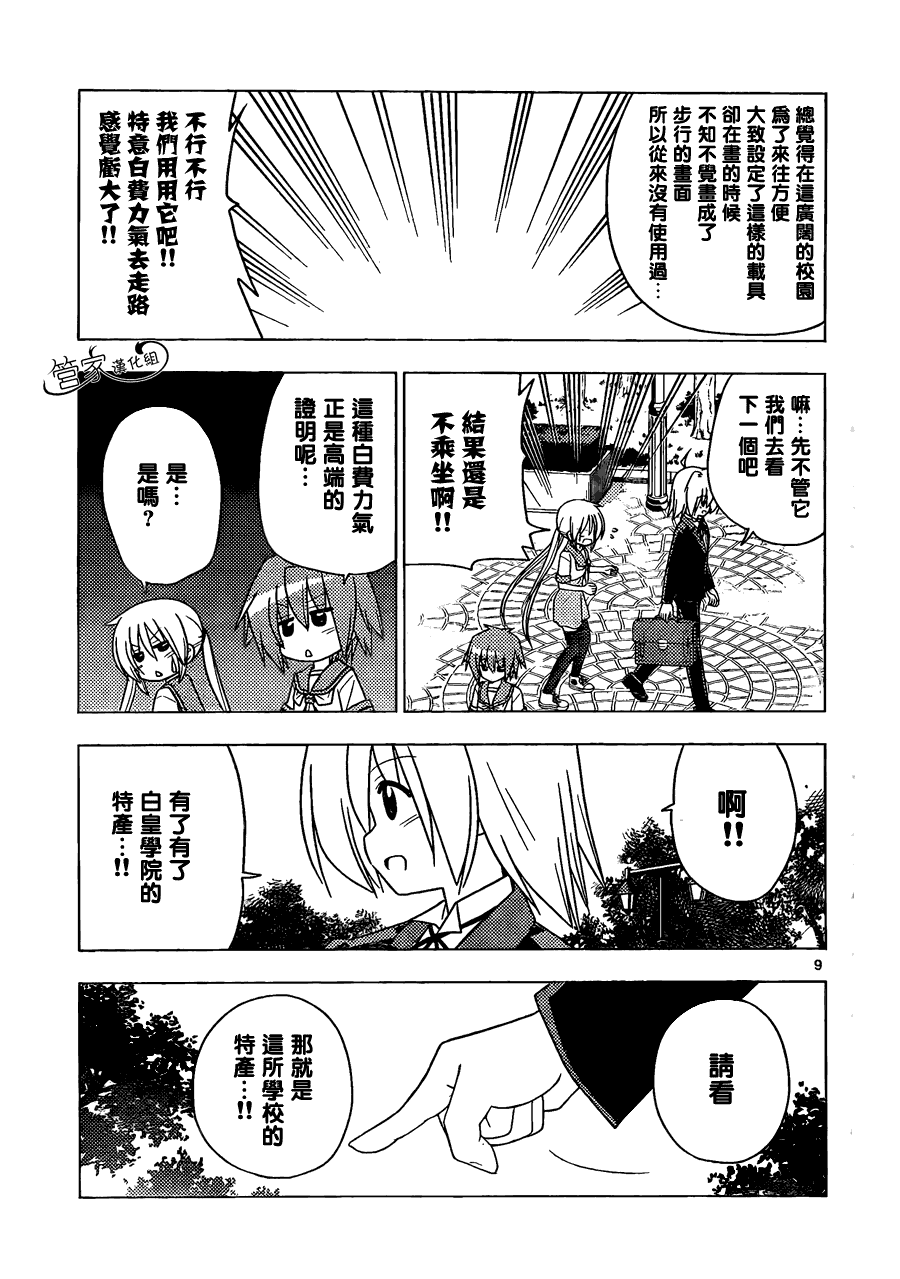 總覺得在這廣闊的校園
為了來往方便
大致設定了這樣的載具
卻在畫的時候
不知不覺畫成了
步行的畫面
所以從來沒有使用過…
不行不行
我們用用它吧!!
特意白費力氣去走路
感覺虧大了!!
嘛…先不管它
我們去看
下一個吧
結果還是
不乘坐啊!!
這種白費力氣
正是高端的
證明呢…
是…
是嗎?
管家漢化組
啊!!
有了有了
白皇學院的
特產…!!
9
請看
那就是
這所學校的
特產…!!